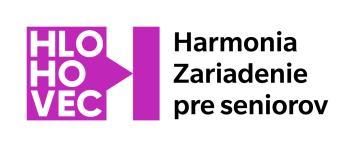 HLO
HO
VEC
Harmonia
Zariadenie
pre seniorov